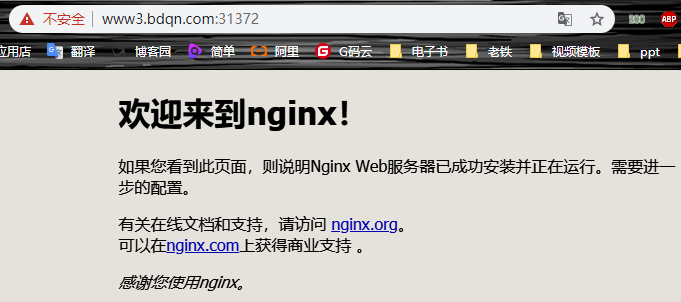 不安全 www3.bdqn.com:31372
应用店 翻译 博客园 简单 阿里 G码云 电子书 老铁 视频模板 ppt
欢迎来到nginx！
如果您看到此页面，则说明Nginx Web服务器已成功安装并正在运行。需要进一
步的配置。
有关在线文档和支持，请访问 nginx.org。
可以在nginx.com上获得商业支持 。
感谢您使用nginx。